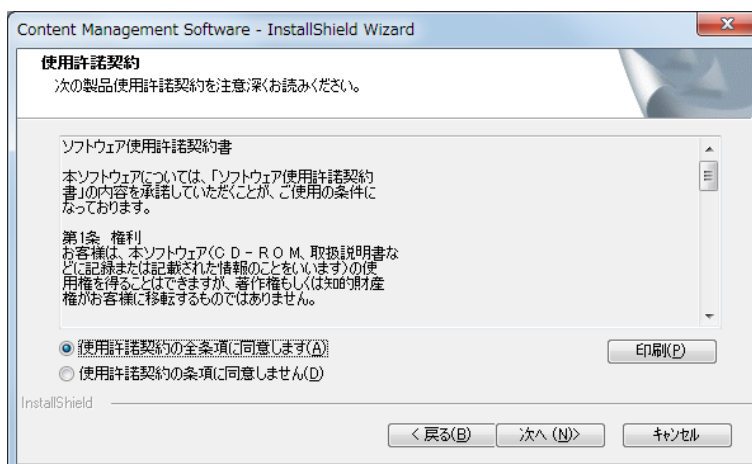 Content Management Software - InstallShield Wizard
使用許諾契約
次の製品使用許諾契約を注意深くお読みください。
ソフトウェア使用許諾契約書
本ソフトウェアについては、「ソフトウェア使用許諾契約
書」の内容を承諾していただくことが、ご使用の条件に
なっております。
第1条 権利
お客様は、本ソフトウェア(CD-ROM、取扱説明書な
どに記録または記載された情報のことをいいます)の使
用権を得ることはできますが、著作権もしくは知的財産
権がお客様に移転するものではありません。
使用許諾契約の全条項に同意します(A)
印刷(P)
使用許諾契約の条項に同意しません(D)
InstallShield
< 戻る(B)
次へ (N)>
キャンセル